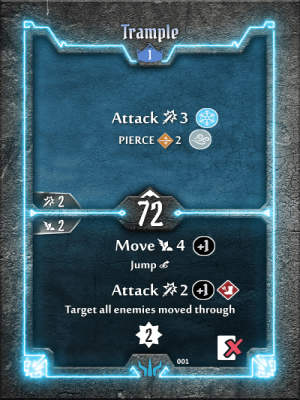 Trample
1
Attack 3
PIERCE 2
2
72
2
Move 4 +1
Jump
Attack 2 +1
Target all enemies moved through
2
001